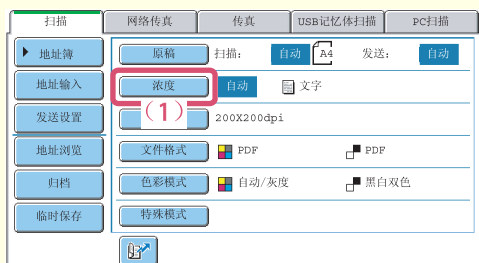 扫描 网络传真 传真 USB记忆体扫描 PC扫描
地址簿 原稿 扫描: 自动 A4 发送: 自动
地址输入 浓度 自动 文字
发送设置 (1) 200X200dpi
地址浏览 文件格式 PDF PDF
归档 色彩模式 自动/灰度 黑白双色
临时保存 特殊模式